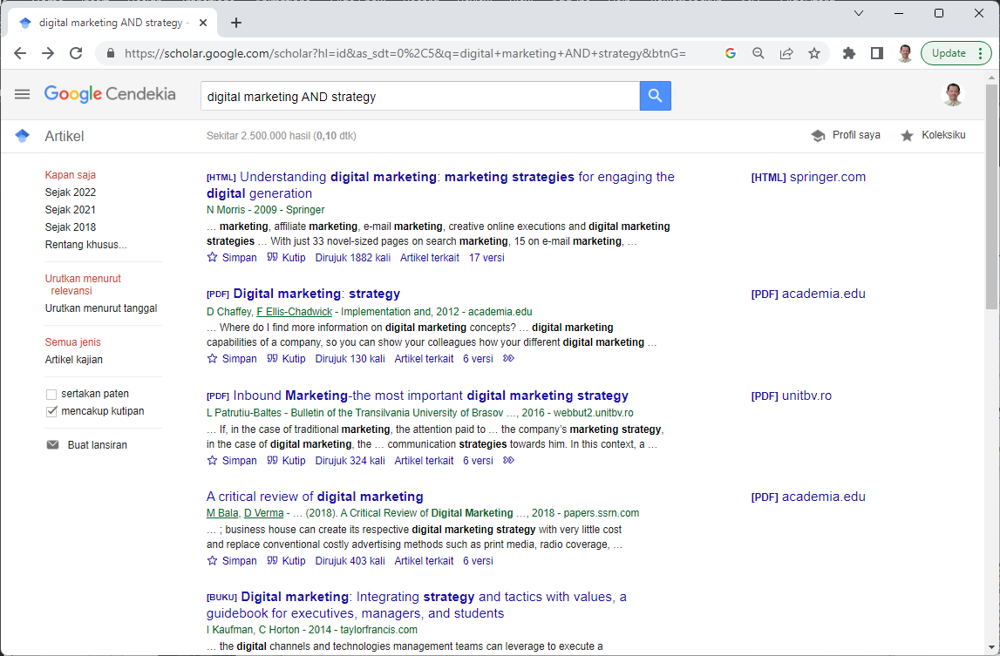 digital marketing AND strategy -
https://scholar.google.com/scholar?hl=id&as_sdt=0%2C5&q=digital+marketing+AND+strategy&btnG=
Update
Google Cendekia
digital marketing AND strategy
Artikel
Sekitar 2.500.000 hasil (0,10 dtk)
Profil saya
Koleksiku
Kapan saja
Sejak 2022
Sejak 2021
Sejak 2018
Rentang khusus...
Urutkan menurut
relevansi
Urutkan menurut tanggal
Semua jenis
Artikel kajian
sertakan paten
mencakup kutipan
Buat lansiran
[HTML] Understanding digital marketing: marketing strategies for engaging the
digital generation
N Morris - 2009 - Springer
… marketing, affiliate marketing, e-mail marketing, creative online executions and digital marketing
strategies … With just 33 novel-sized pages on search marketing, 15 on e-mail marketing, …
Simpan Kutip Dirujuk 1882 kali Artikel terkait 17 versi
[HTML] springer.com
[PDF] Digital marketing: strategy
D Chaffey, F Ellis-Chadwick - Implementation and, 2012 - academia.edu
… Where do I find more information on digital marketing concepts? … digital marketing
capabilities of a company, so you can show your colleagues how your different digital marketing …
Simpan Kutip Dirujuk 130 kali Artikel terkait 6 versi
[PDF] academia.edu
[PDF] Inbound Marketing-the most important digital marketing strategy
L Patrutiu-Baltes - Bulletin of the Transilvania University of Brasov …, 2016 - webbut2.unitbv.ro
… If, in the case of traditional marketing, the attention paid to … the company's marketing strategy,
in the case of digital marketing, the … communication strategies towards him. In this context, a …
Simpan Kutip Dirujuk 324 kali Artikel terkait 6 versi
[PDF] unitbv.ro
A critical review of digital marketing
M Bala, D Verma - … (2018). A Critical Review of Digital Marketing …, 2018 - papers.ssrn.com
… ; business house can create its respective digital marketing strategy with very little cost
and replace conventional costly advertising methods such as print media, radio coverage, …
Simpan Kutip Dirujuk 403 kali Artikel terkait 6 versi
[PDF] academia.edu
[BUKU] Digital marketing: Integrating strategy and tactics with values, a
guidebook for executives, managers, and students
I Kaufman, C Horton - 2014 - taylorfrancis.com
… the digital channels and technologies management teams can leverage to execute a